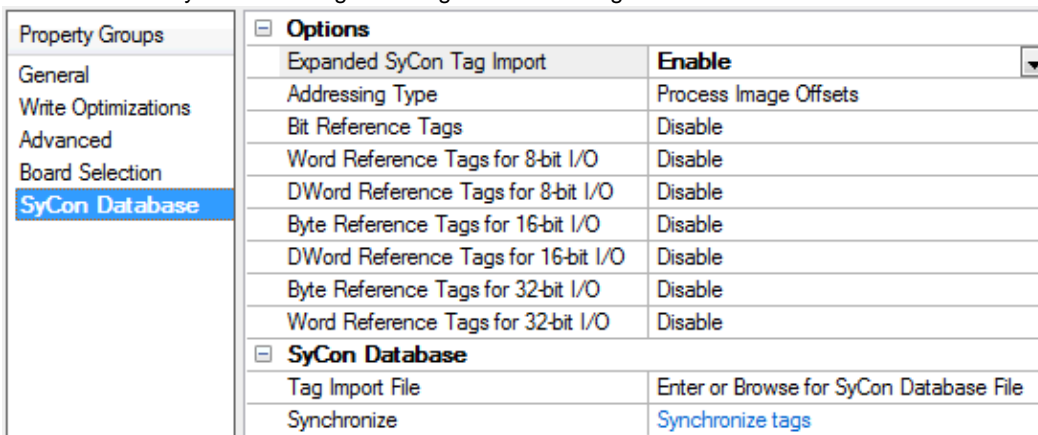 Property Groups
General
Write Optimizations
Advanced
Board Selection
SyCon Database
Options
Expanded SyCon Tag Import Enable
Addressing Type Process Image Offsets
Bit Reference Tags Disable
Word Reference Tags for 8-bit I/O Disable
DWord Reference Tags for 8-bit I/O Disable
Byte Reference Tags for 16-bit I/O Disable
DWord Reference Tags for 16-bit I/O Disable
Byte Reference Tags for 32-bit I/O Disable
Word Reference Tags for 32-bit I/O Disable
SyCon Database
Tag Import File Enter or Browse for SyCon Database File
Synchronize Synchronize tags